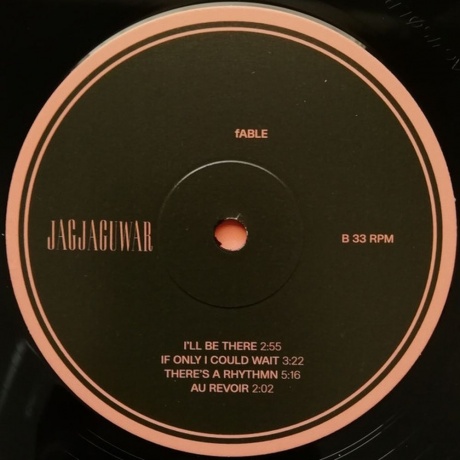 fABLE
JAGJAGUWAR
B 33 RPM
I'LL BE THERE 2:55
IF ONLY I COULD WAIT 3:22
THERE'S A RHYTHMN 5:16
AU REVOIR 2:02